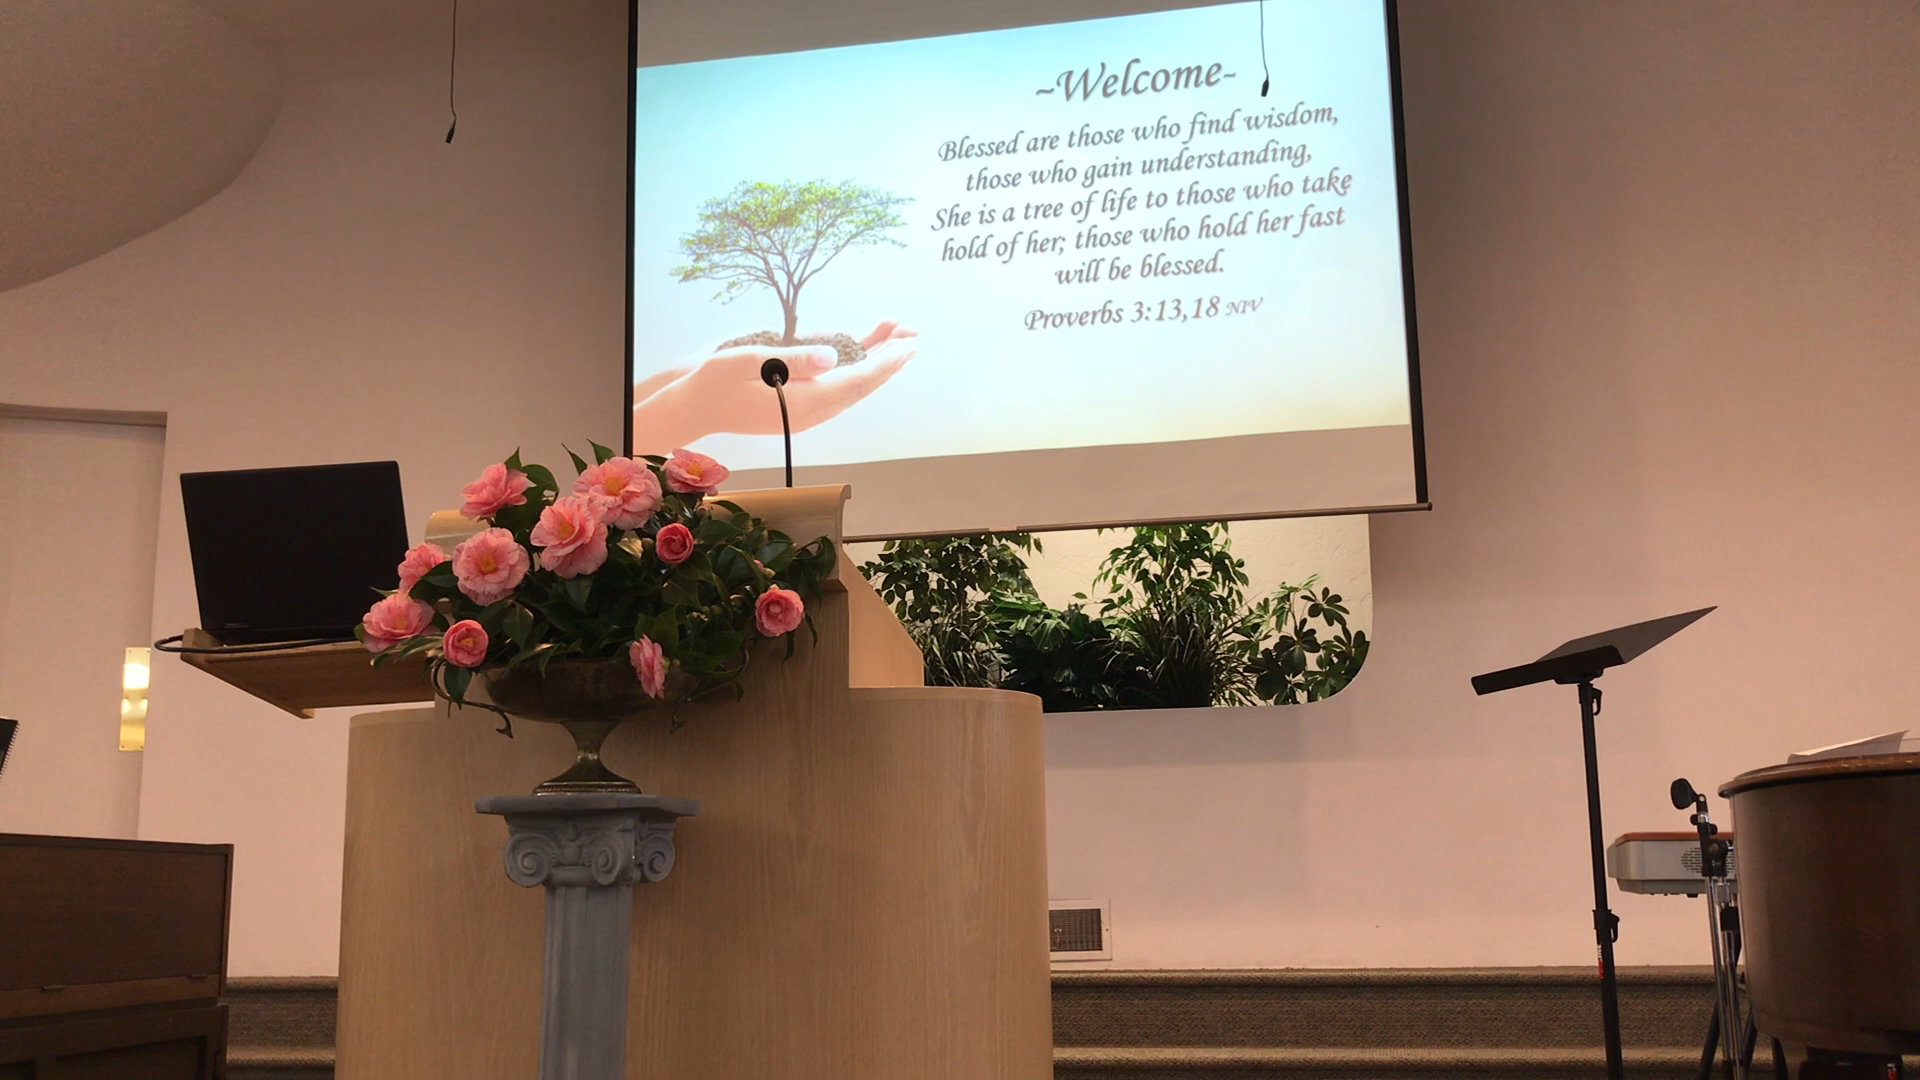 ~Welcome~
Blessed are those who find wisdom,
those who gain understanding,
She is a tree of life to those who take
hold of her; those who hold her fast
will be blessed.
Proverbs 3:13,18 NIV